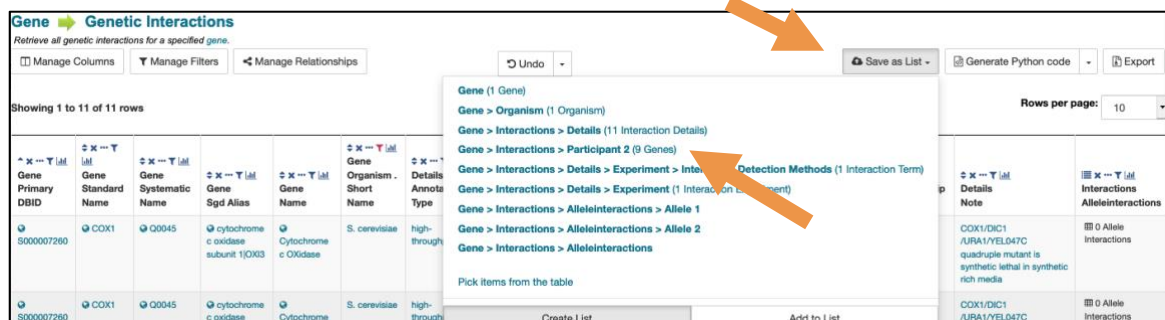 Gene Genetic Interactions
Retrieve all genetic interactions for a specified gene.
Manage Columns Manage Filters Manage Relationships Undo Save as List Generate Python code Export
Showing 1 to 11 of 11 rows
Rows per page: 10
Gene (1 Gene)
Gene > Organism (1 Organism)
Gene > Interactions > Details (11 Interaction Details)
Gene > Interactions > Participant 2 (9 Genes)
Gene > Interactions > Details > Experiment > Detection Methods (1 Interaction Term)
Gene > Interactions > Details > Experiment (1 Interaction
Gene > Interactions > Alleleinteractions > Allele 1
Gene > Interactions > Alleleinteractions > Allele 2
Gene > Interactions > Alleleinteractions
Pick items from the table
Create List Add to List
Gene
Primary
DBID
Gene
Standard
Name
Gene
Systematic
Name
Gene
Sgd Alias
Gene
Name
Gene
Organism .
Short
Name
Details
Type
Details
Note
Interactions
Alleleinteractions
S000007260
COX1
Q0045
cytochrome
c oxidase
subunit 1|OXI3
Cytochrome
c OXidase
S. cerevisiae
high-
COX1/DIC1
/URA1/YEL047C
quadruple mutant is
synthetic lethal in synthetic
rich media
0 Allele
Interactions
S000007260
COX1
Q0045
cytochrome
c oxidase
Cytochrome
c OXidase
S. cerevisiae
high-
COX1/DIC1
/URA1/YEL047C
0 Allele
Interactions